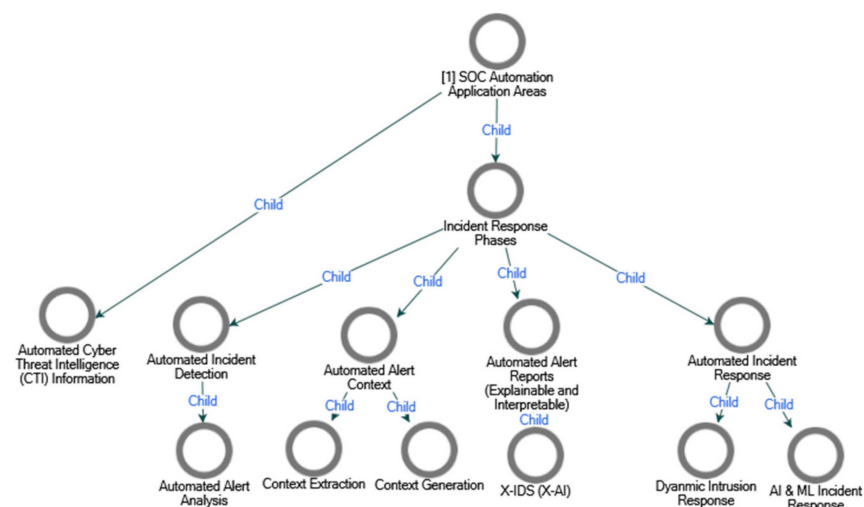 [1] SOC Automation
Application Areas
Child
Child
Incident Response
Phases
Child
Child
Child
Child
Automated Cyber
Threat Intelligence
(CTI) Information
Automated Incident
Detection
Automated Alert
Context
Automated Alert
Reports
(Explainable and
Interpretable)
Automated Incident
Response
Child
Child
Child
Child
Child
Child
Automated Alert
Analysis
Context Extraction
Context Generation
X-IDS (X-AI)
Dyanmic Intrusion
Response
AI & ML Incident
Response